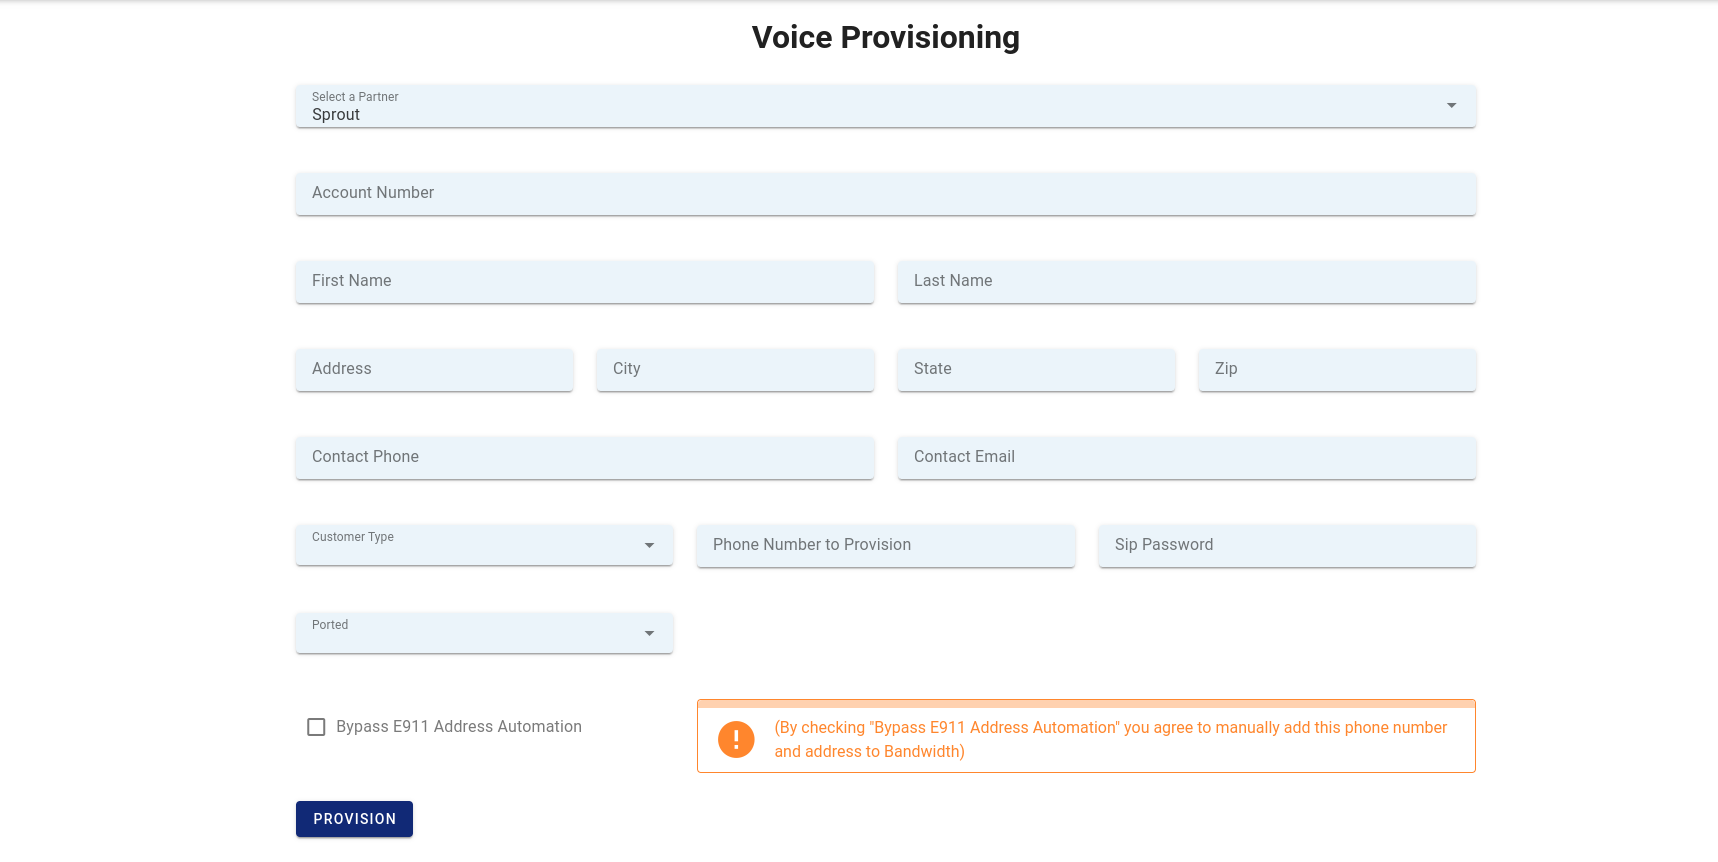 Voice Provisioning
Select a Partner
Sprout
Account Number
First Name
Last Name
Address
City
State
Zip
Contact Phone
Contact Email
Customer Type
Phone Number to Provision
Sip Password
Ported
Bypass E911 Address Automation
(By checking "Bypass E911 Address Automation" you agree to manually add this phone number
and address to Bandwidth)
PROVISION